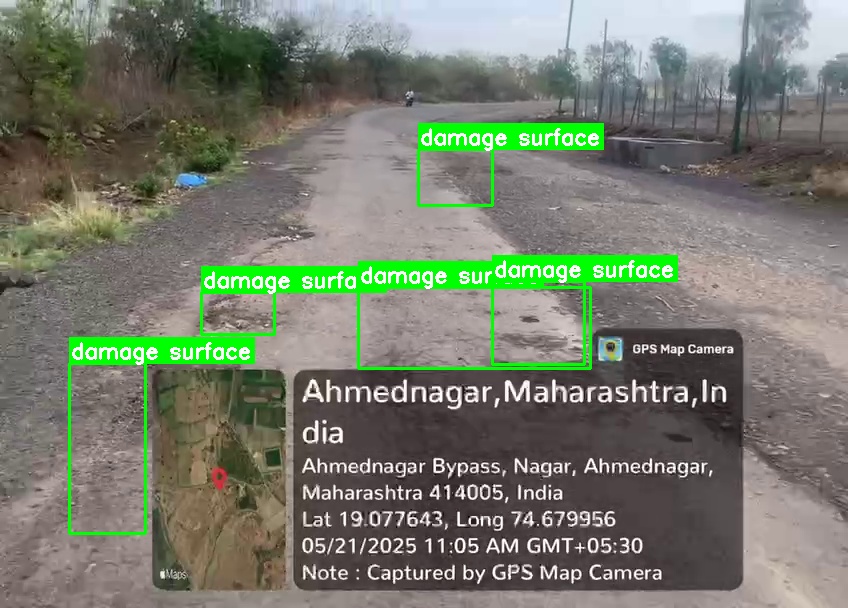 damage surface
damage surfa
damage sur
damage surface
damage surface
GPS Map Camera
Ahmednagar,Maharashtra,In
dia
Ahmednagar Bypass, Nagar, Ahmednagar,
Maharashtra 414005, India
Lat 19.077643, Long 74.679956
05/21/2025 11:05 AM GMT+05:30
Note : Captured by GPS Map Camera
Maps